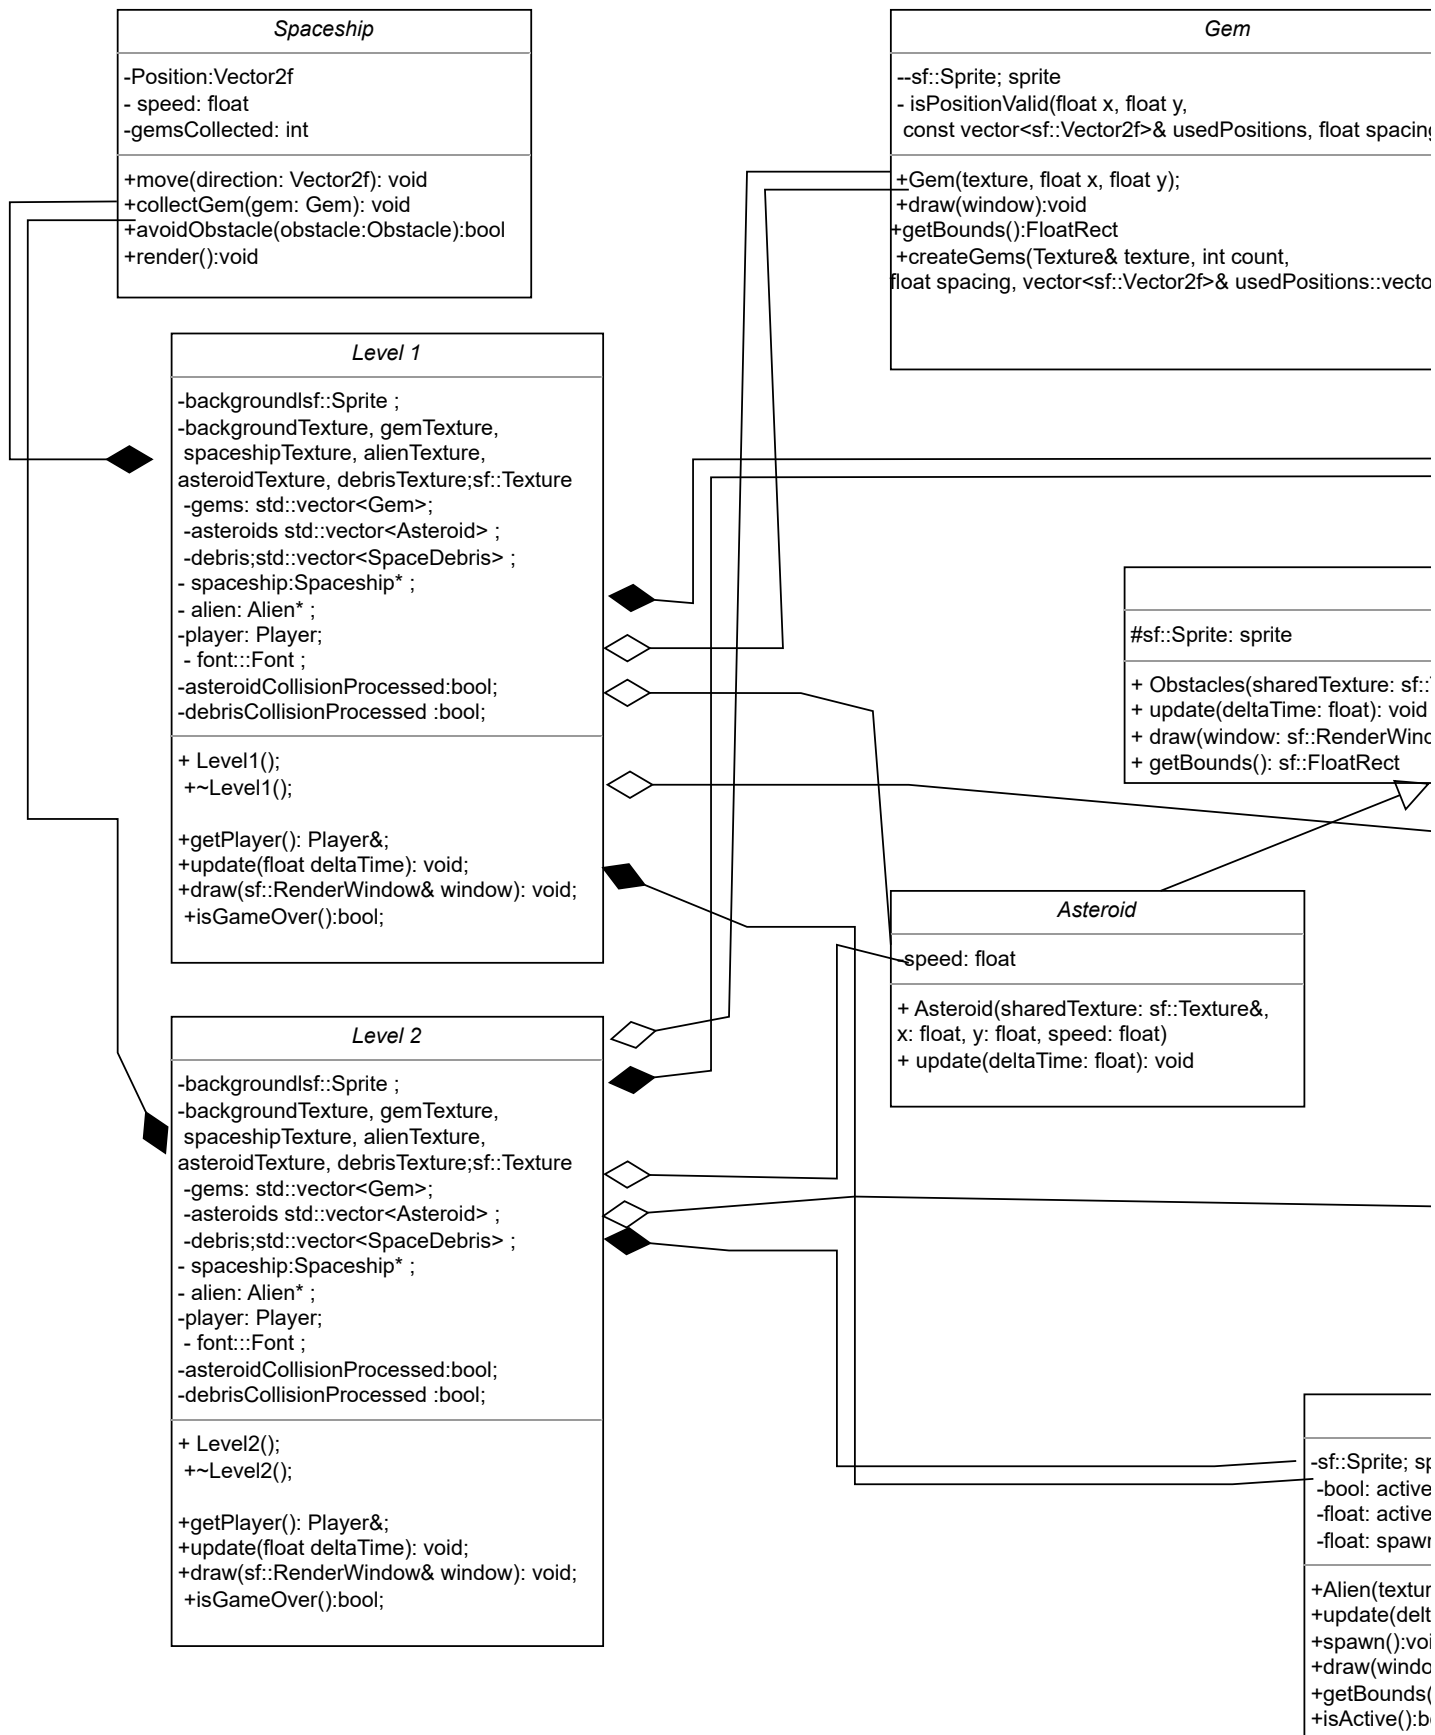 Spaceship
-Position:Vector2f
- speed: float
-gemsCollected: int
+move(direction: Vector2f): void
+collectGem(gem: Gem): void
+avoidObstacle(obstacle:Obstacle):bool
+render():void
Gem
--sf::Sprite; sprite
- isPositionValid(float x, float y,
const vector<sf::Vector2f>& usedPositions, float spacing
+Gem(texture, float x, float y);
+draw(window):void
+getBounds():FloatRect
+createGems(Texture& texture, int count,
float spacing, vector<sf::Vector2f>& usedPositions::vecto
Level 1
-backgroundlsf::Sprite ;
-backgroundTexture, gemTexture,
spaceshipTexture, alienTexture,
asteroidTexture, debrisTexture;sf::Texture
-gems: std::vector<Gem>;
-asteroids std::vector<Asteroid> ;
-debris;std::vector<SpaceDebris> ;
- spaceship:Spaceship* ;
- alien: Alien* ;
-player: Player;
- font:::Font ;
-asteroidCollisionProcessed:bool;
-debrisCollisionProcessed :bool;
+ Level1();
+~Level1();
+getPlayer(): Player&;
+update(float deltaTime): void;
+draw(sf::RenderWindow& window): void;
+isGameOver():bool;
#sf::Sprite: sprite
+ Obstacles(sharedTexture: sf::
+ update(deltaTime: float): void
+ draw(window: sf::RenderWind
+ getBounds(): sf::FloatRect
Asteroid
-speed: float
+ Asteroid(sharedTexture: sf::Texture&,
x: float, y: float, speed: float)
+ update(deltaTime: float): void
Level 2
-backgroundlsf::Sprite ;
-backgroundTexture, gemTexture,
spaceshipTexture, alienTexture,
asteroidTexture, debrisTexture;sf::Texture
-gems: std::vector<Gem>;
-asteroids std::vector<Asteroid> ;
-debris;std::vector<SpaceDebris> ;
- spaceship:Spaceship* ;
- alien: Alien* ;
-player: Player;
- font:::Font ;
-asteroidCollisionProcessed:bool;
-debrisCollisionProcessed :bool;
+ Level2();
+~Level2();
+getPlayer(): Player&;
+update(float deltaTime): void;
+draw(sf::RenderWindow& window): void;
+isGameOver():bool;
-sf::Sprite; sp
-bool: active
-float: active
-float: spawn
+Alien(textur
+update(delt
+spawn():voi
+draw(windo
+getBounds(
+isActive():b